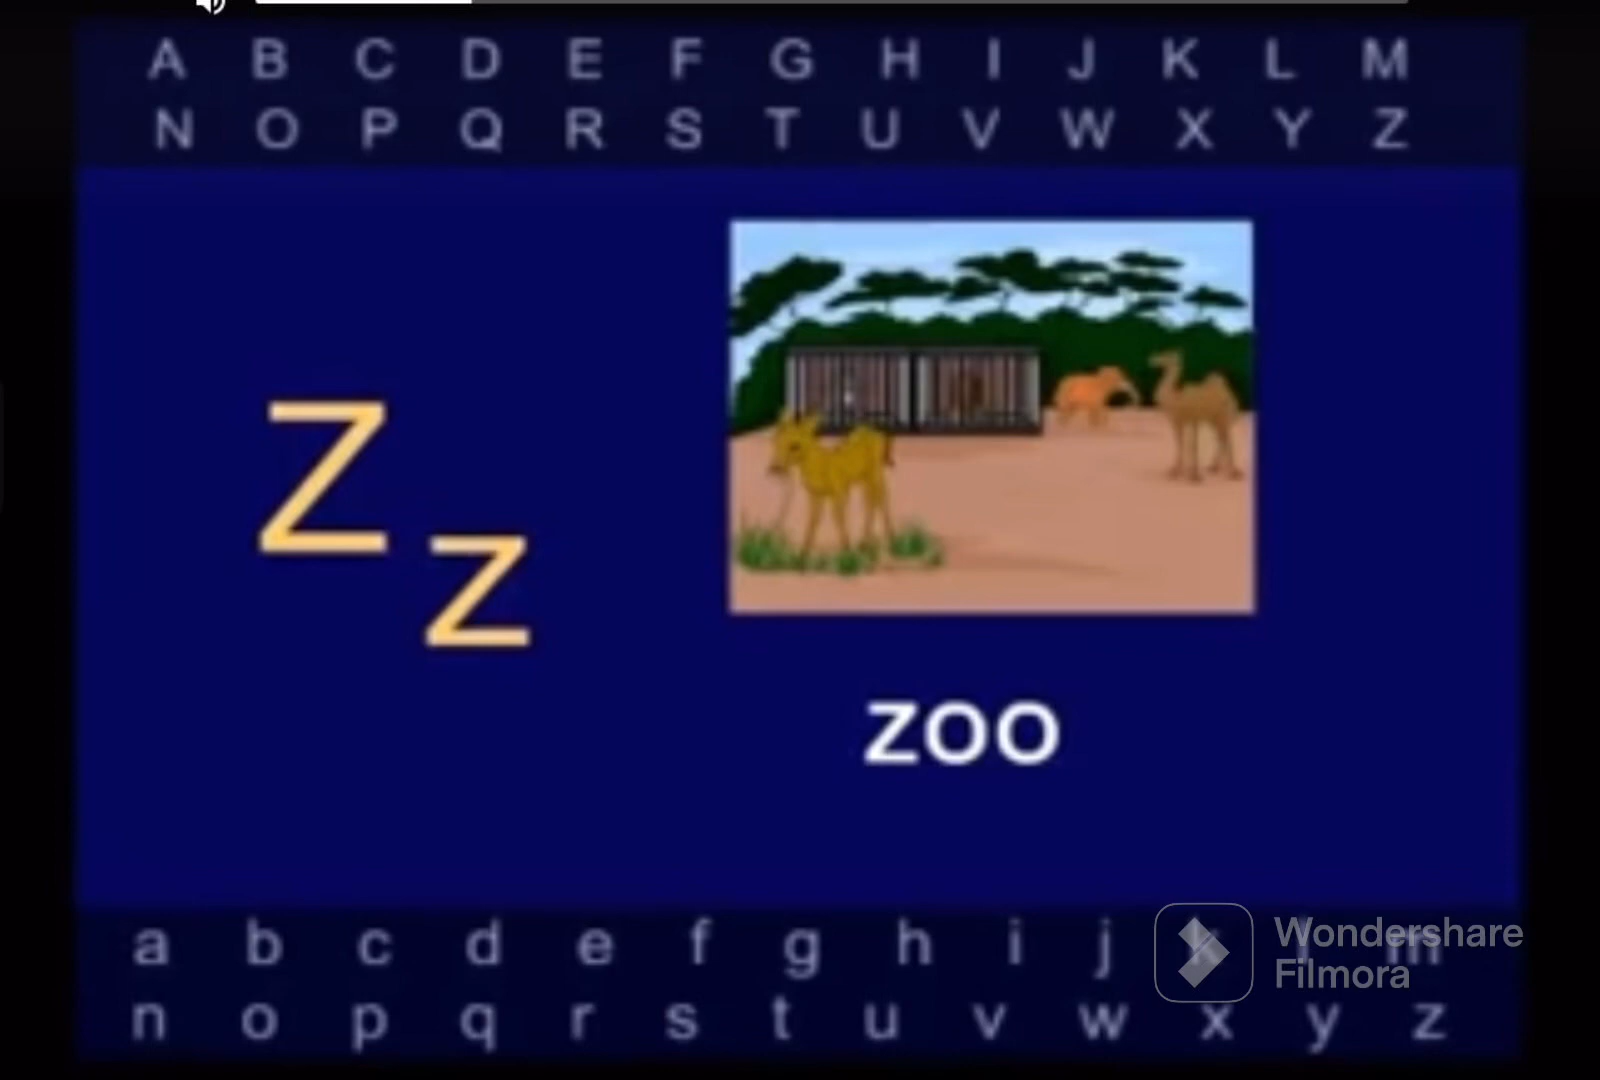 A B C D E F G H I J K L M
N O P Q R S T U V W X Y Z
Z z
zoo
a b c d e f g h i j k l m
n o p q r s t u v w x y z
Wondershare
Filmora